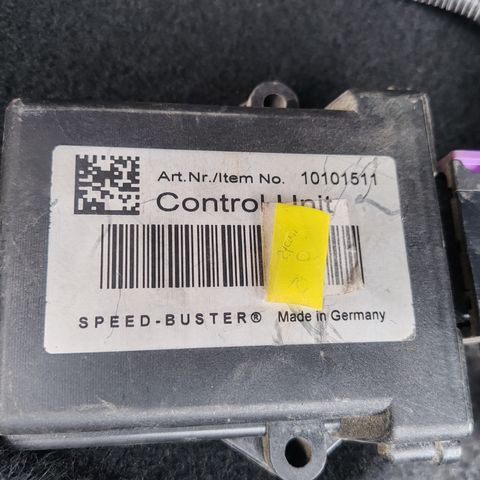 Art.Nr./Item No. 10101511
Control Unit
SPEED-BUSTER® Made in Germany